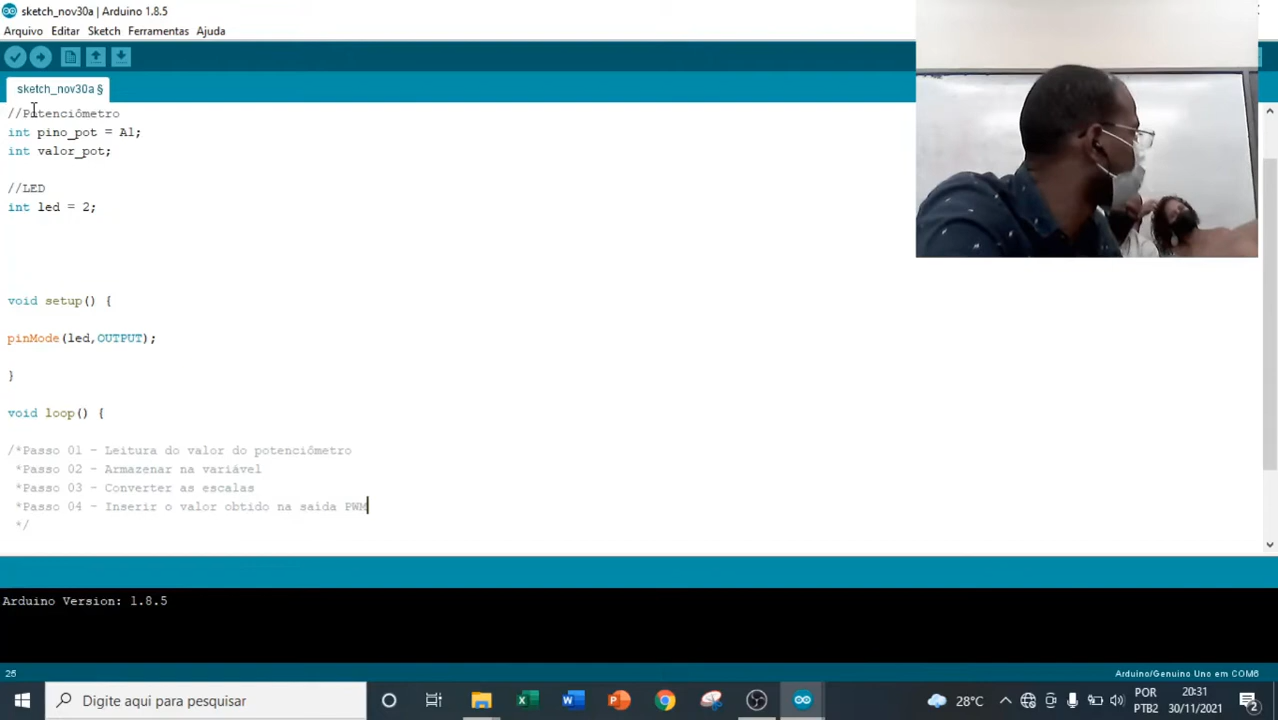 sketch_nov30a | Arduino 1.8.5
Arquivo Editar Sketch Ferramentas Ajuda
sketch_nov30a §
//Potenciômetro
int pino_pot = A1;
int valor_pot;
//LED
int led = 2;
void setup() {
pinMode(led,OUTPUT);
}
void loop() {
/*Passo 01 - Leitura do valor do potenciômetro
*Passo 02 - Armazenar na variável
*Passo 03 - Converter as escalas
*Passo 04 - Inserir o valor obtido na saída PWM
*/
Arduino Version: 1.8.5
26
Arduino/Genuino Uno em COM6
Digite aqui para pesquisar
28°C
POR
PTB2
20:31
30/11/2021
2